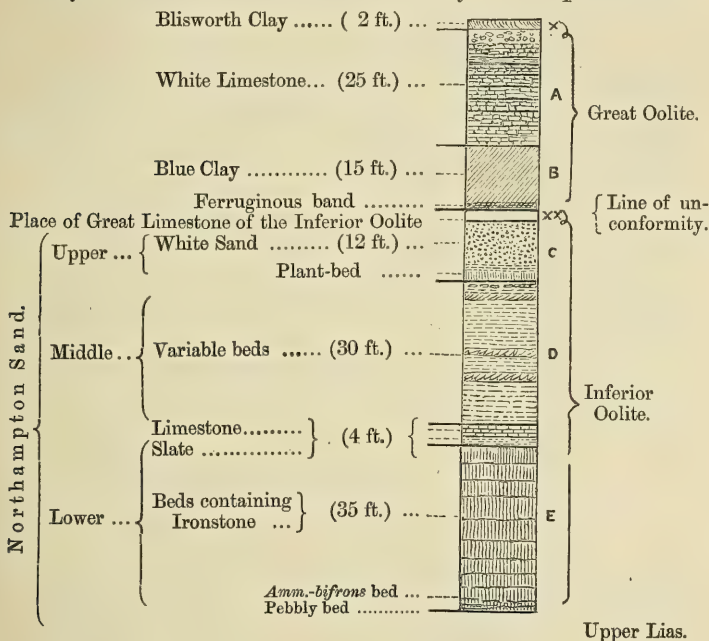 Blisworth Clay ...... ( 2 ft.) ...
×
White Limestone... (25 ft.) ...
A
Great Oolite.
Blue Clay ............ (15 ft.) ...
B
Ferruginous band .........
Place of Great Limestone of the Inferior Oolite
××
Line of un-
conformity.
Upper ...
White Sand ......... (12 ft.) ...
C
Plant-bed ......
Northampton Sand.
Middle ..
Variable beds ...... (30 ft.) ...
D
Inferior
Oolite.
Limestone.........
Slate ...............
(4 ft.)
Lower ...
Beds containing
Ironstone ...
(35 ft.) ...
E
Amm.-bifrons bed ...
Pebbly bed ............
Upper Lias.